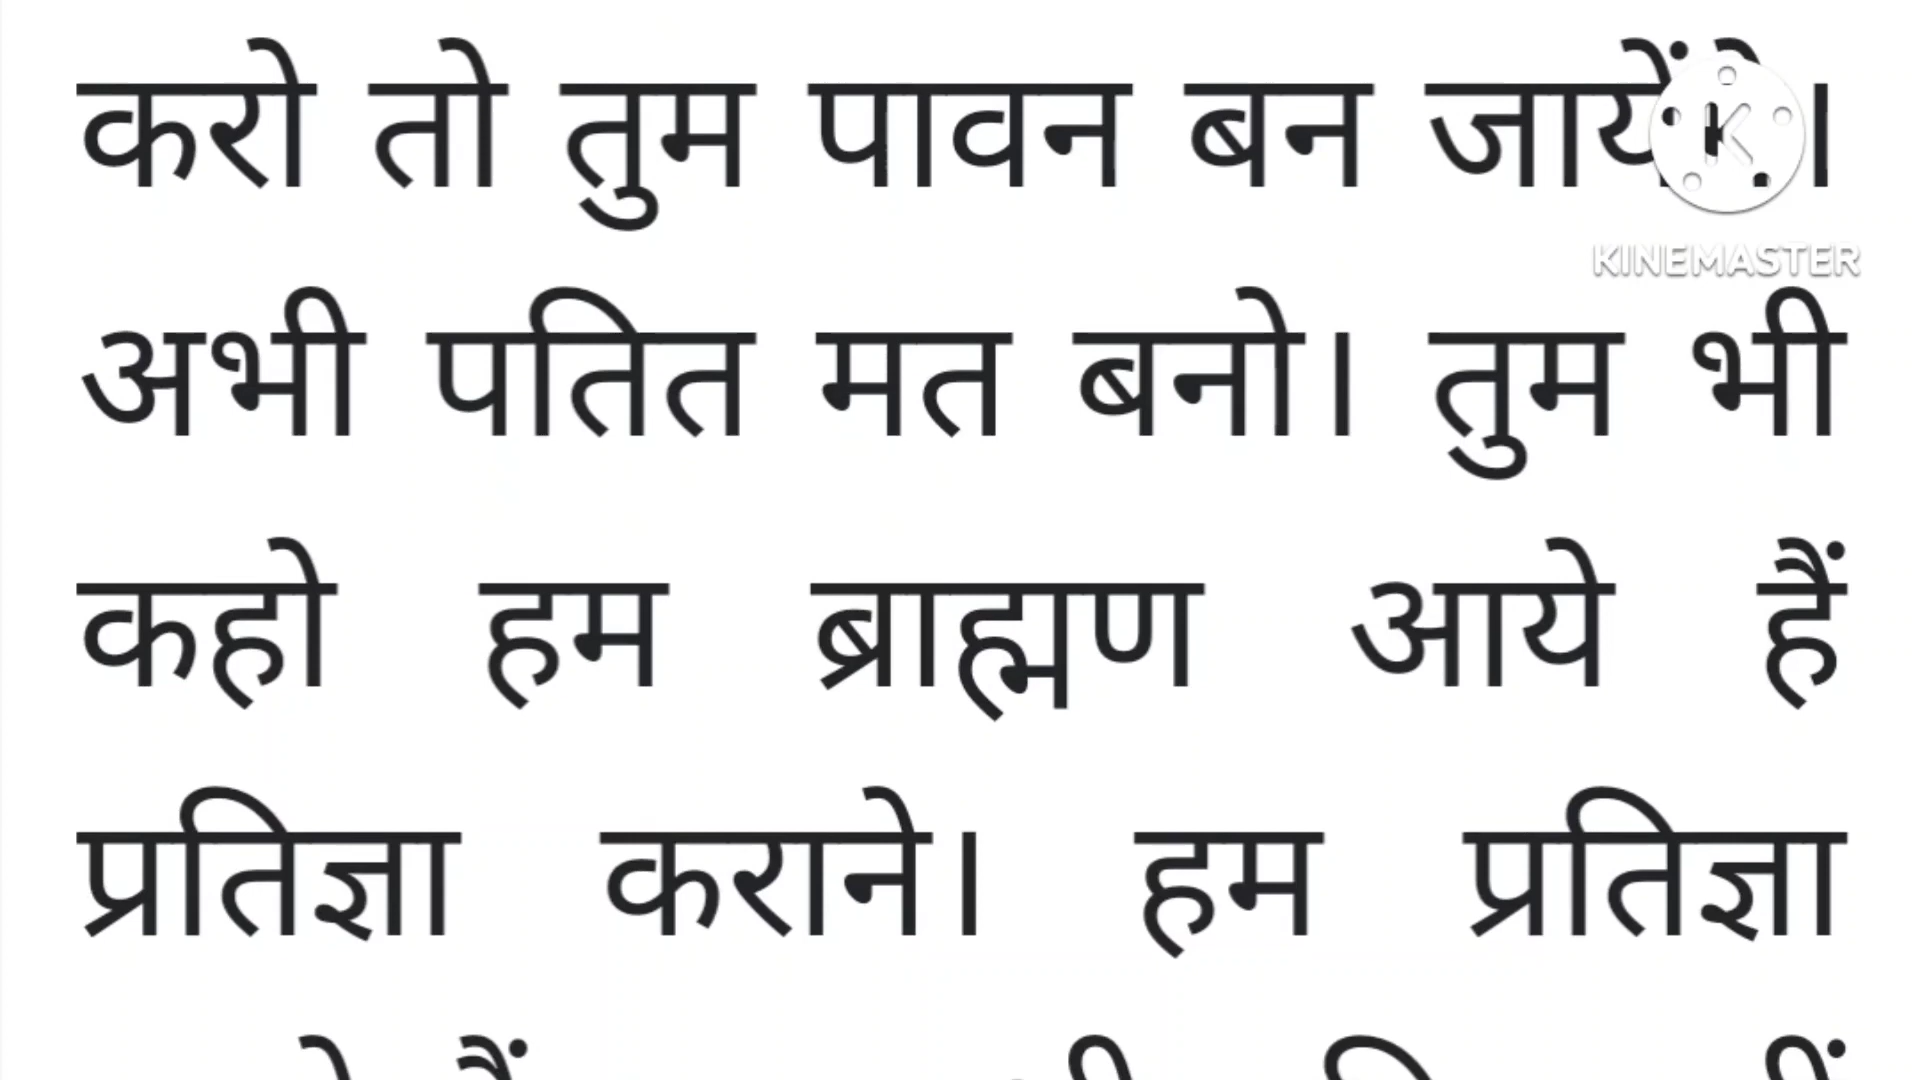 करो तो तुम पावन बन जायेंगे।
KINEMASTER
अभी पतित मत बनो। तुम भी
कहो हम ब्राह्मण आये हैं
प्रतिज्ञा कराने। हम प्रतिज्ञा